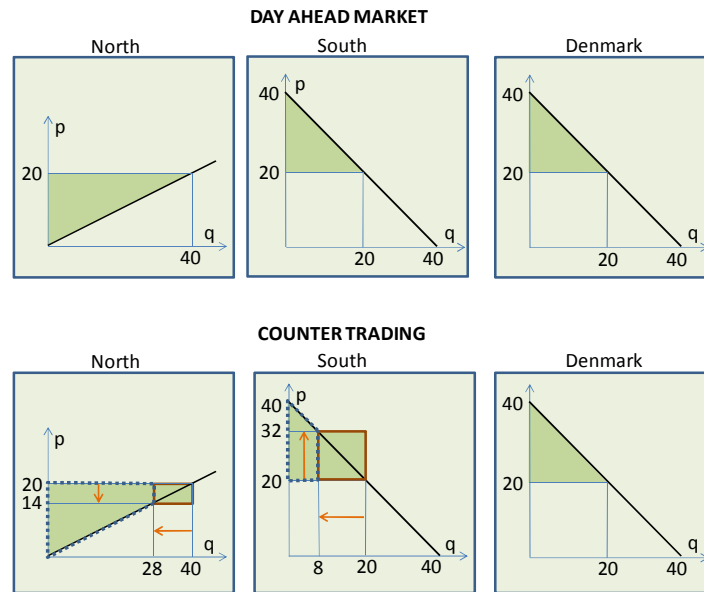 DAY AHEAD MARKET
North South Denmark
p
20
q
40
p
40
20
q
20 40
40
20
q
20 40
COUNTER TRADING
North South Denmark
p
20
14
q
28 40
p
40
32
20
q
8 20 40
40
20
q
20 40